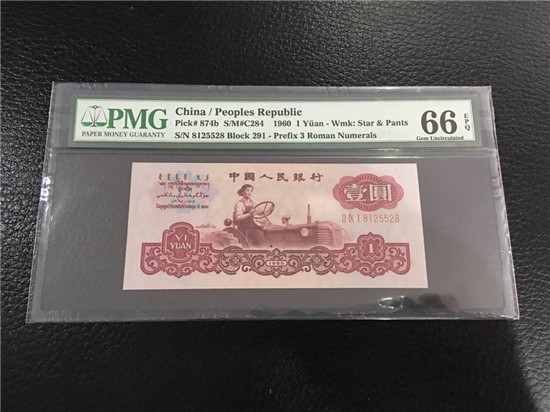 PMG
PAPER MONEY GUARANTY
China / Peoples Republic
Pick# 874b S/M#C284 1960 1 Yüan - Wmk: Star & Pants
S/N 8125528 Block 291 - Prefix 3 Roman Numerals
66 EPQ
Gem Uncirculated
中國人民銀行
壹圓
YI
YUAN
1960
1